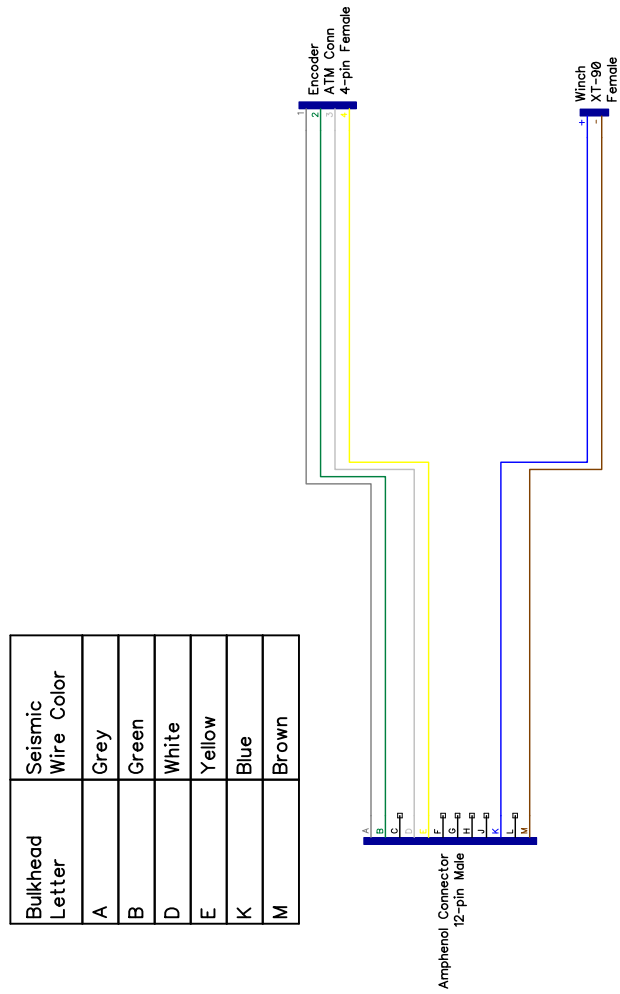 Bulkhead
Letter
Seismic
Wire Color
A
Grey
B
Green
D
White
E
Yellow
K
Blue
M
Brown
Encoder
ATM Conn
4-pin Female
1
2
3
4
Winch
XT-90
Female
+
-
A
B
C
D
E
F
G
H
J
K
L
M
Amphenol Connector
12-pin Male